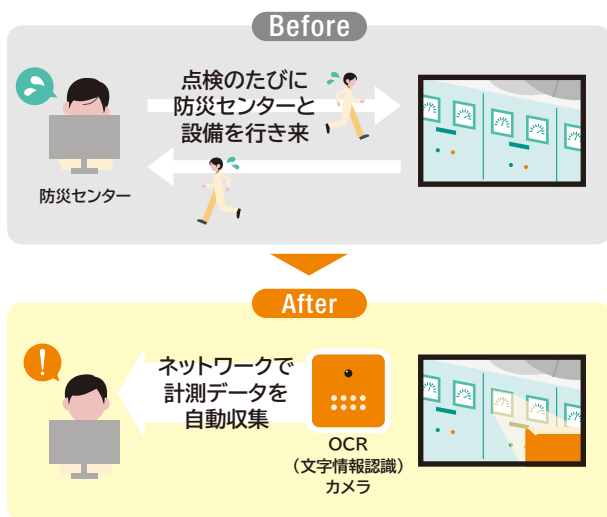 Before
点検のたびに
防災センターと
設備を行き来
防災センター
After
ネットワークで
計測データを
自動収集
OCR
（文字情報認識）
カメラ